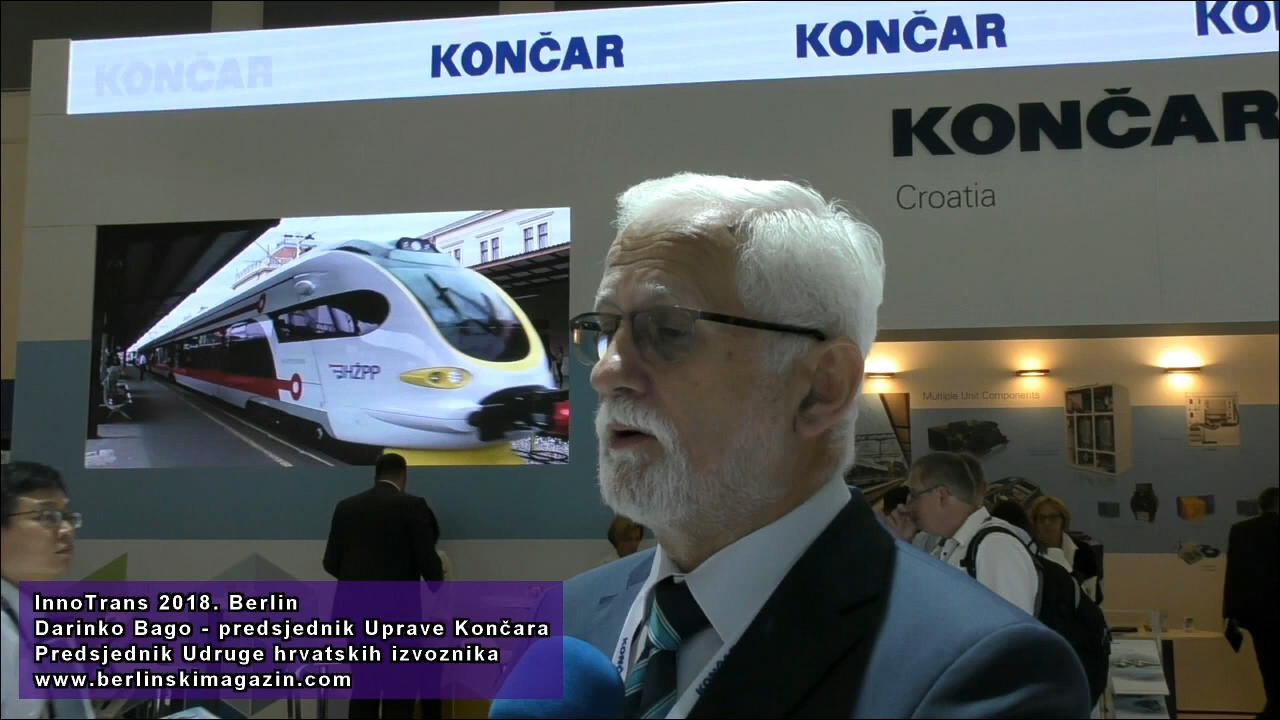 KONČAR KONČAR KONČAR
KONČAR
Croatia
HŽPP
Multiple Unit Components
KONČAR
InnoTrans 2018. Berlin
Darinko Bago - predsjednik Uprave Končara
Predsjednik Udruge hrvatskih izvoznika
www.berlinskimagazin.com